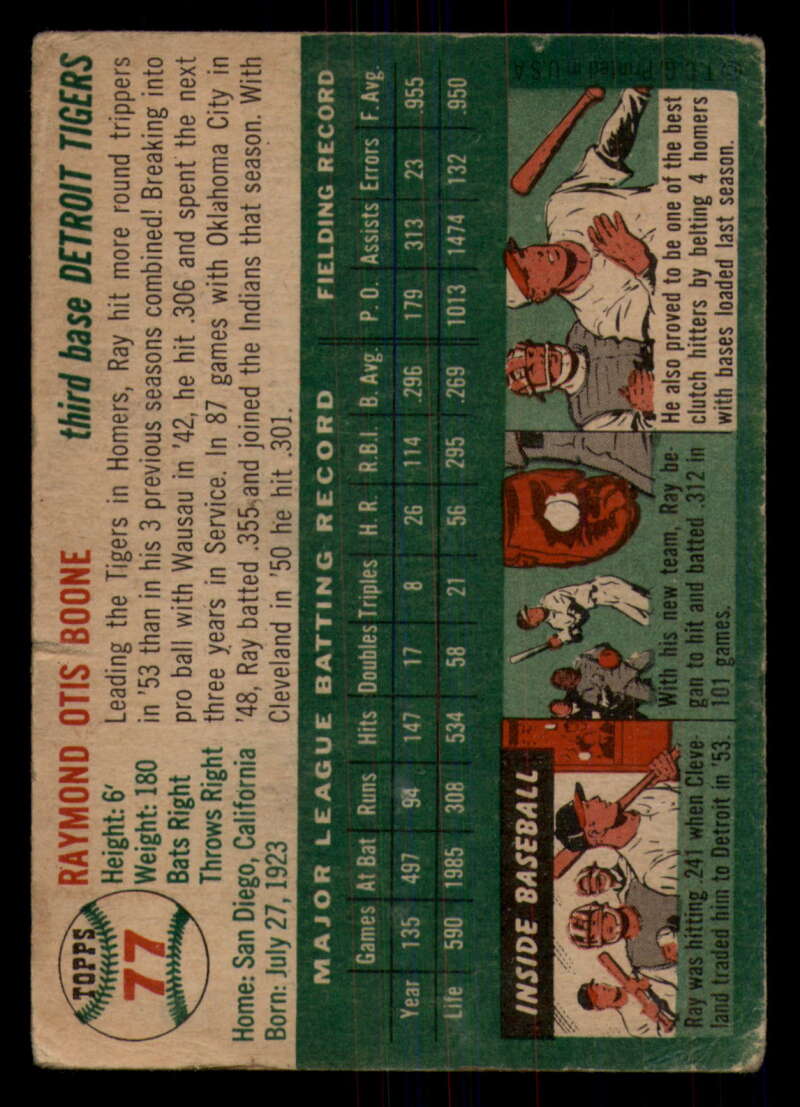 TOPPS
77
RAYMOND OTIS BOONE
third base DETROIT TIGERS
Height: 6'
Weight: 180
Bats Right
Throws Right
Home: San Diego, California
Born: July 27, 1923
Leading the Tigers in Homers, Ray hit more round trippers
in '53 than in his 3 previous seasons combined! Breaking into
pro ball with Wausau in '42, he hit .306 and spent the next
three years in Service. In 87 games with Oklahoma City in
'48, Ray batted .355 and joined the Indians that season. With
Cleveland in '50 he hit .301.
MAJOR LEAGUE BATTING RECORD FIELDING RECORD
Games At Bat Runs Hits Doubles Triples H. R. R.B.I. B. Avg. P. O. Assists Errors F. Avg.
Year 135 497 94 147 17 8 26 114 .296 179 313 23 .955
Life 590 1985 308 534 58 21 56 295 .269 1013 1474 132 .950
INSIDE BASEBALL
Ray was hitting .241 when Cleve-
land traded him to Detroit in '53.
With his new team, Ray be-
gan to hit and batted .312 in
101 games.
He also proved to be one of the best
clutch hitters by belting 4 homers
with bases loaded last season.
T.C.G. Printed in U.S.A.